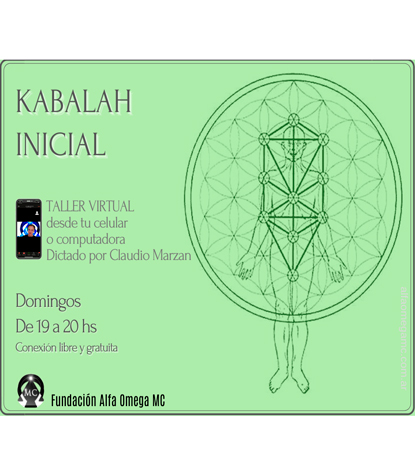 KABALAH
INICIAL
TALLER VIRTUAL
desde tu celular
o computadora
Dictado por Claudio Marzan
Domingos
De 19 a 20 hs
Conexión libre y gratuita
MC
Fundación Alfa Omega MC